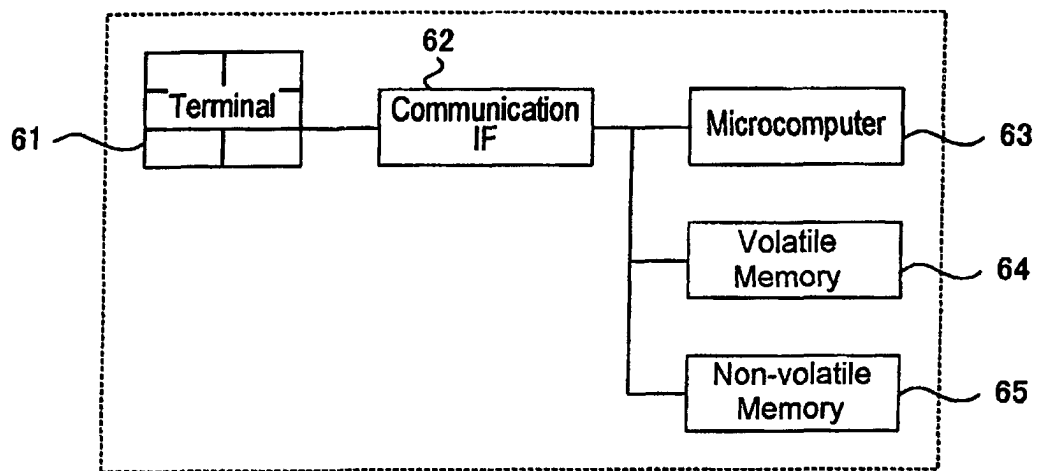 62
61
Terminal
Communication
IF
Microcomputer
63
Volatile
Memory
64
Non-volatile
Memory
65